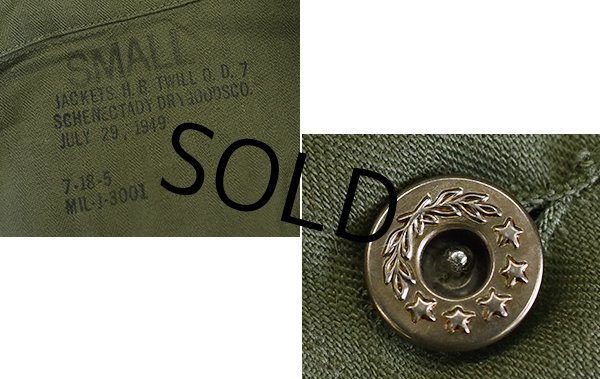 SMALL
JACKETS H. B. TWILL O. D. 7
SCHENECTADY DRY GOODS CO.
JULY 29, 1949
7-18-5
MIL-J-3001
SOLD